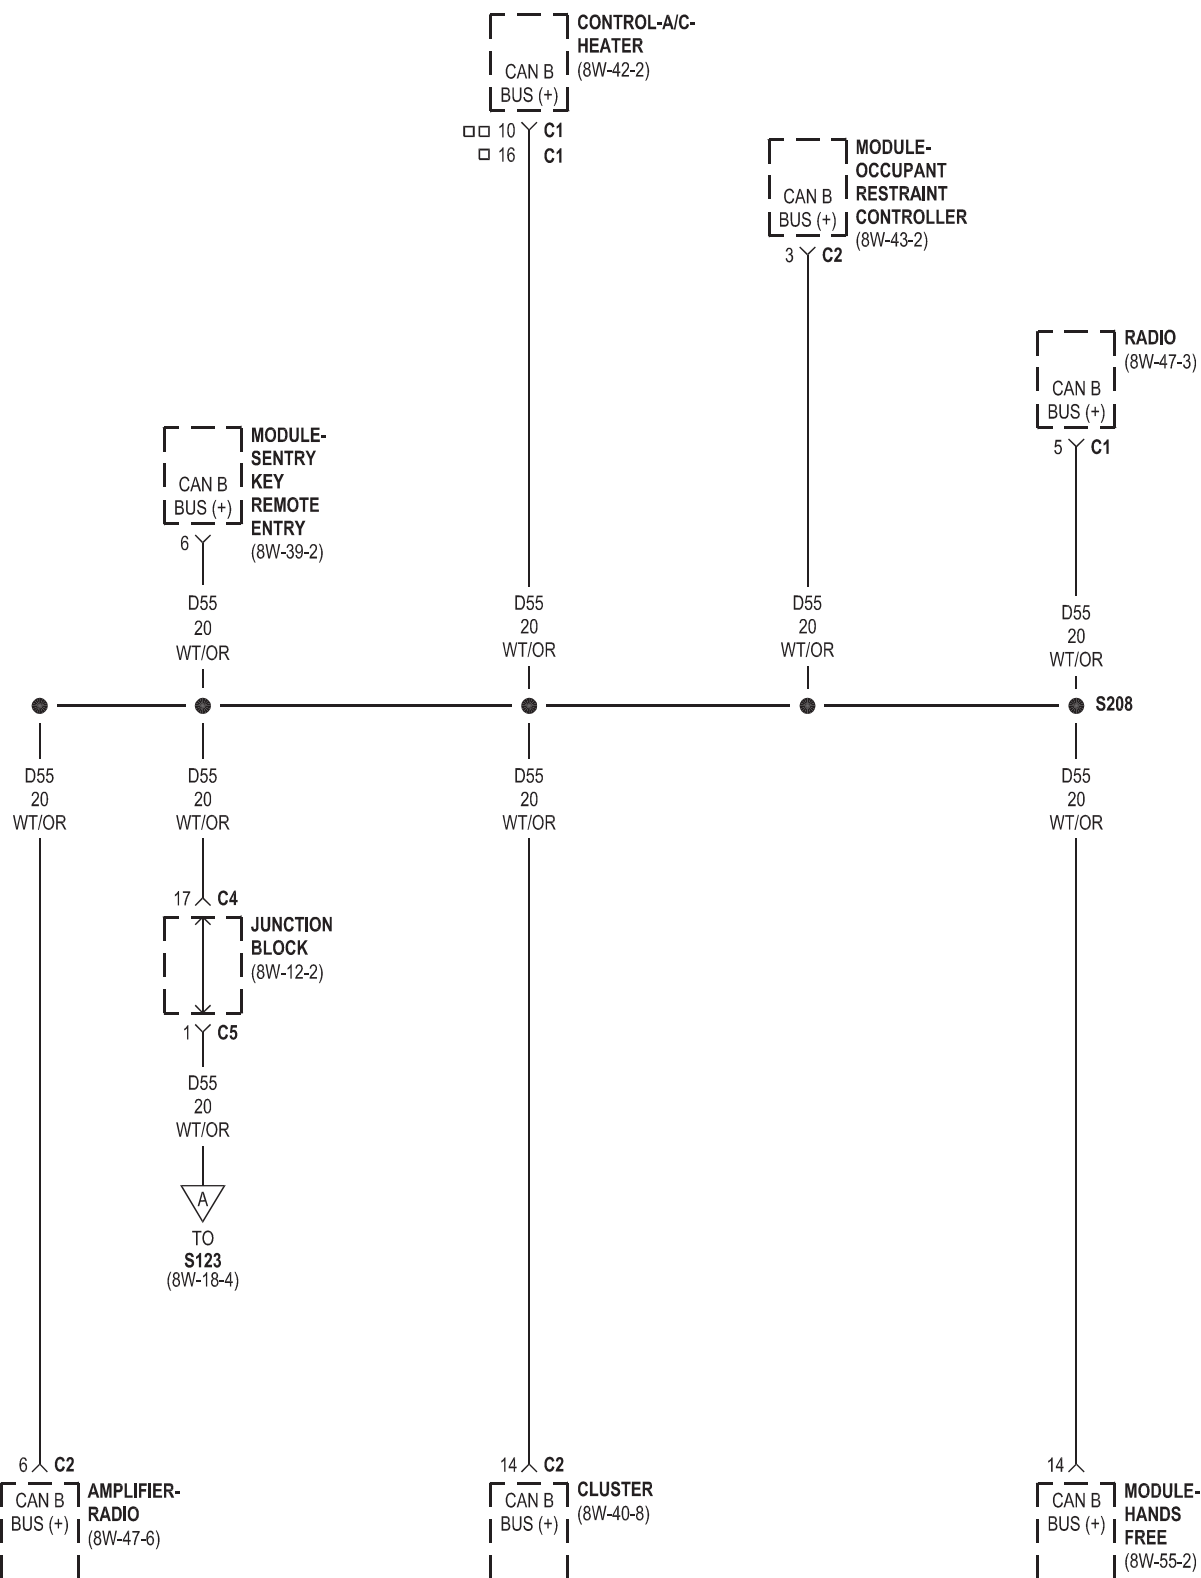 CONTROL-A/C-
HEATER
(8W-42-2)
CAN B
BUS (+)
10 C1
16 C1
MODULE-
OCCUPANT
RESTRAINT
CONTROLLER
(8W-43-2)
CAN B
BUS (+)
3 C2
RADIO
(8W-47-3)
CAN B
BUS (+)
5 C1
MODULE-
SENTRY
KEY
REMOTE
ENTRY
(8W-39-2)
CAN B
BUS (+)
6
D55
20
WT/OR
D55
20
WT/OR
D55
20
WT/OR
D55
20
WT/OR
S208
D55
20
WT/OR
D55
20
WT/OR
D55
20
WT/OR
D55
20
WT/OR
17 C4
JUNCTION
BLOCK
(8W-12-2)
1 C5
D55
20
WT/OR
A
TO
S123
(8W-18-4)
6 C2
CAN B
BUS (+)
AMPLIFIER-
RADIO
(8W-47-6)
14 C2
CAN B
BUS (+)
CLUSTER
(8W-40-8)
14
CAN B
BUS (+)
MODULE-
HANDS
FREE
(8W-55-2)